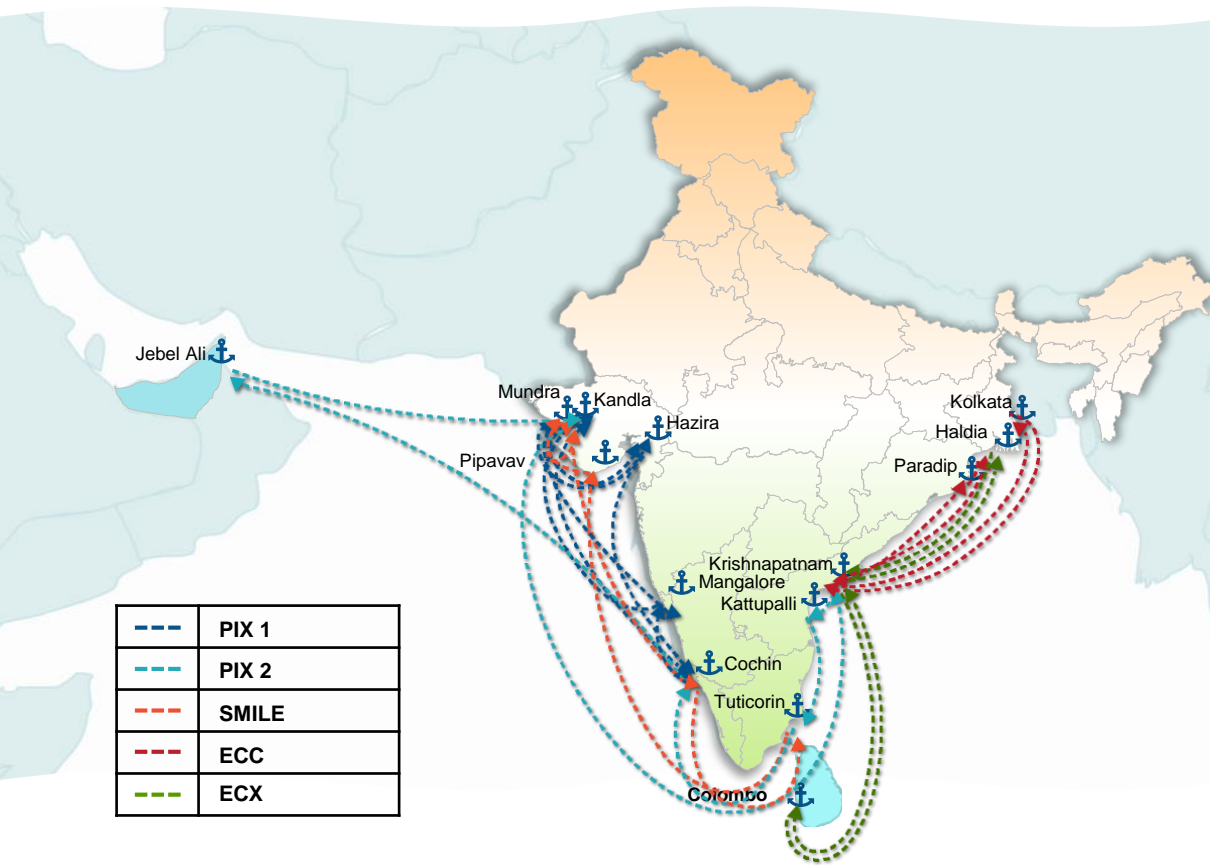 Jebel Ali
Mundra
Kandla
Hazira
Pipavav
Kolkata
Haldia
Paradip
Krishnapatnam
Mangalore
Kattupalli
Cochin
Tuticorin
Colombo
PIX 1
PIX 2
SMILE
ECC
ECX